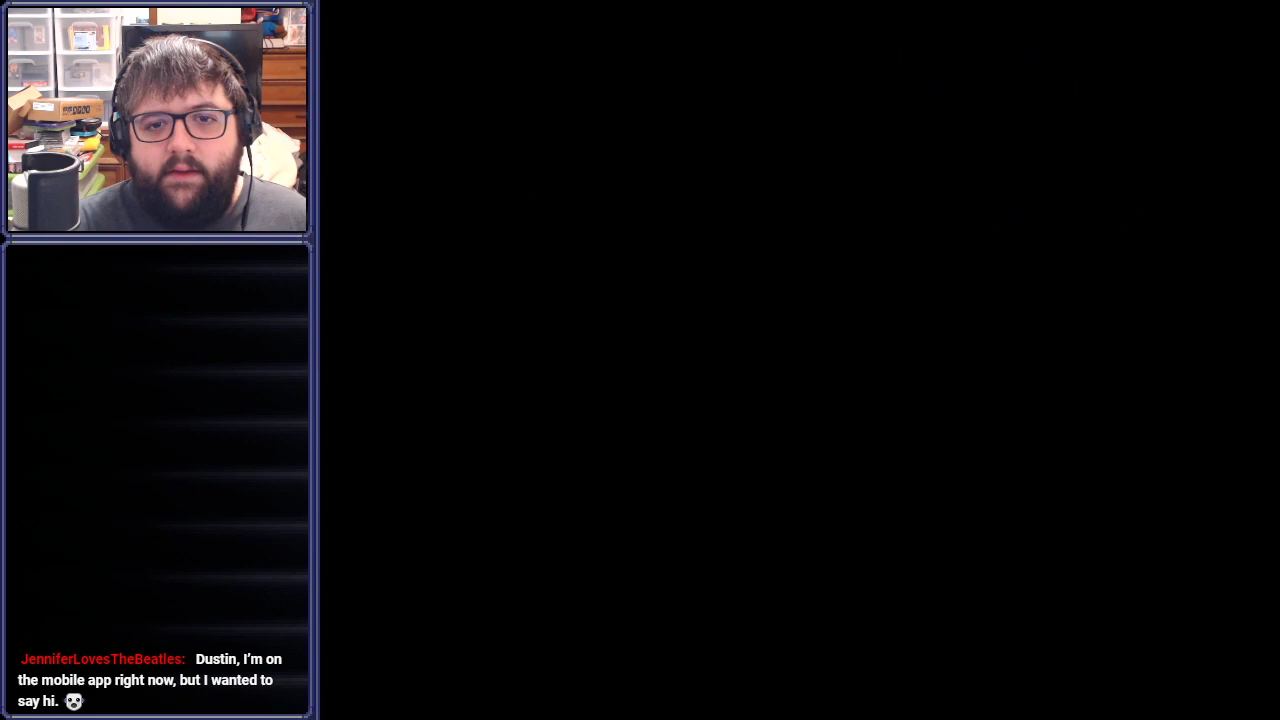 JenniferLovesTheBeatles: Dustin, I’m on
the mobile app right now, but I wanted to
say hi.